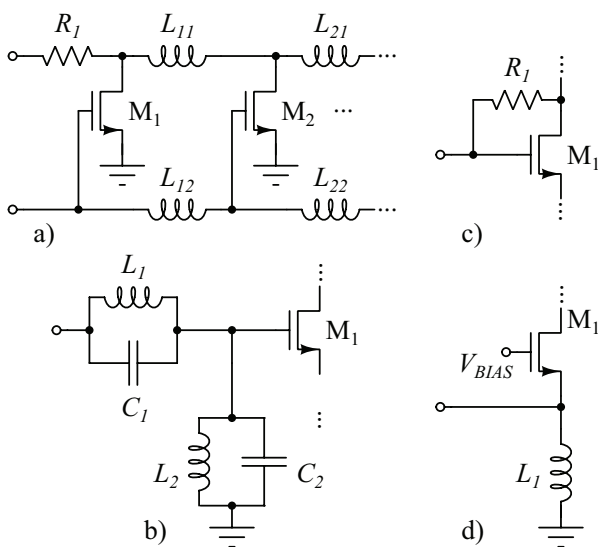 R1 L11 L21
...
M1 M2 ...
L12 L22
...
a)
R1
M1
c)
L1
C1
M1
L2 C2
b)
M1
VBIAS
L1
d)